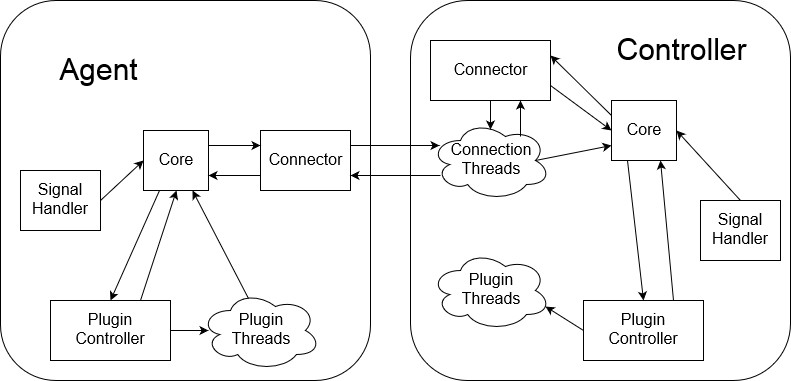 Agent
Core
Connector
Signal
Handler
Plugin
Controller
Plugin
Threads
Controller
Connector
Core
Connection
Threads
Signal
Handler
Plugin
Threads
Plugin
Controller